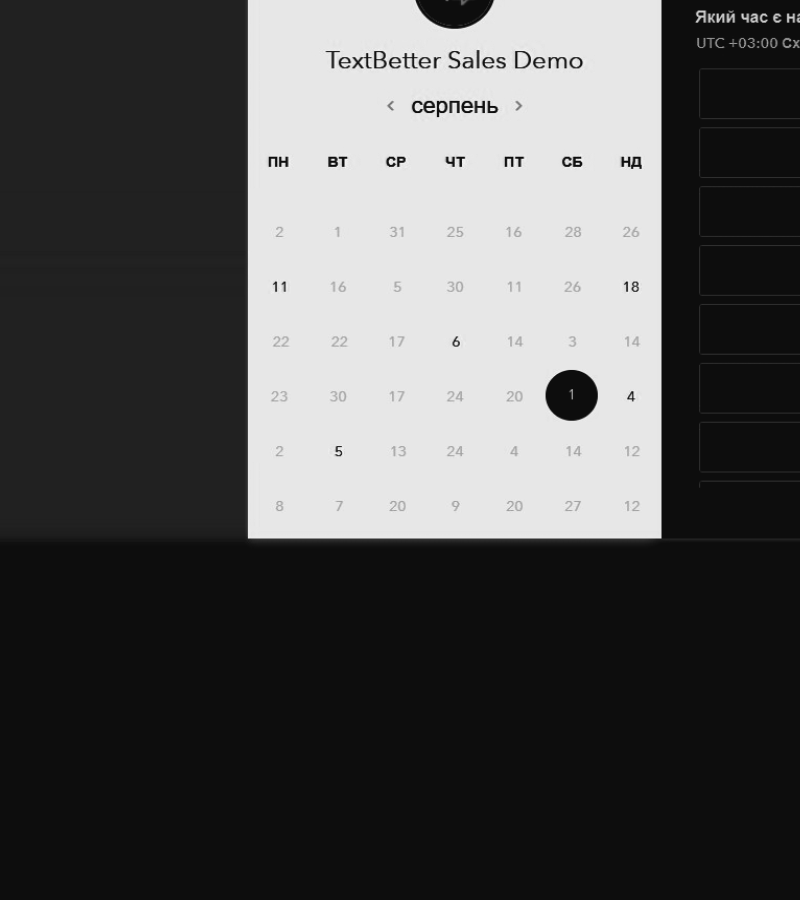 TextBetter Sales Demo
< серпень >
ПН ВТ СР ЧТ ПТ СБ НД
2 1 31 25 16 28 26
11 16 5 30 11 26 18
22 22 17 6 14 3 14
23 30 17 24 20 1 4
2 5 13 24 4 14 12
8 7 20 9 20 27 12
Який час є на
UTC +03:00 Сх